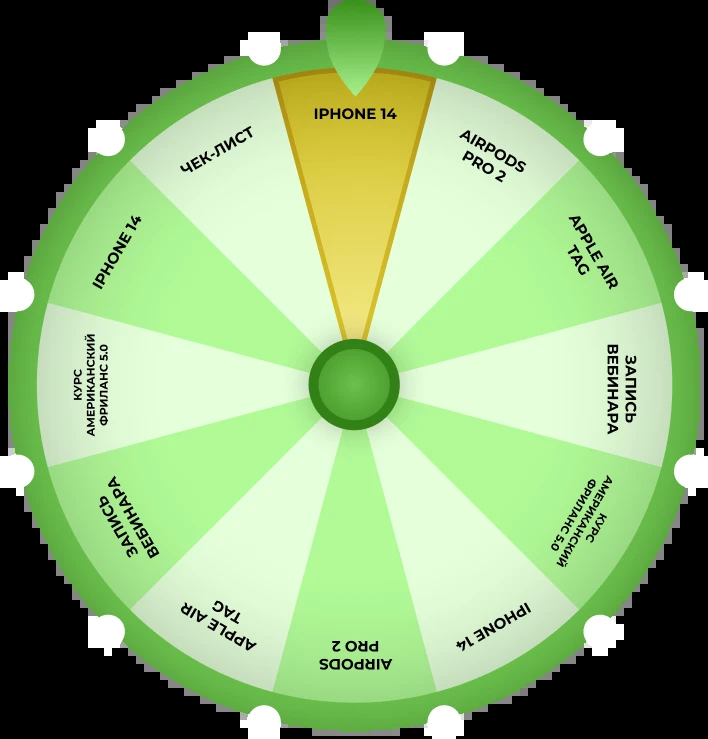 IPHONE 14
AIRPODS
PRO 2
APPLE AIR
TAG
ЗАПИСЬ
ВЕБИНАРА
КУРС
АМЕРИКАНСКИЙ
ФРИЛАНС 5.0
IPHONE 14
AIRPODS
PRO 2
APPLE AIR
TAG
ЗАПИСЬ
ВЕБИНАРА
КУРС
АМЕРИКАНСКИЙ
ФРИЛАНС 5.0
IPHONE 14
ЧЕК-ЛИСТ